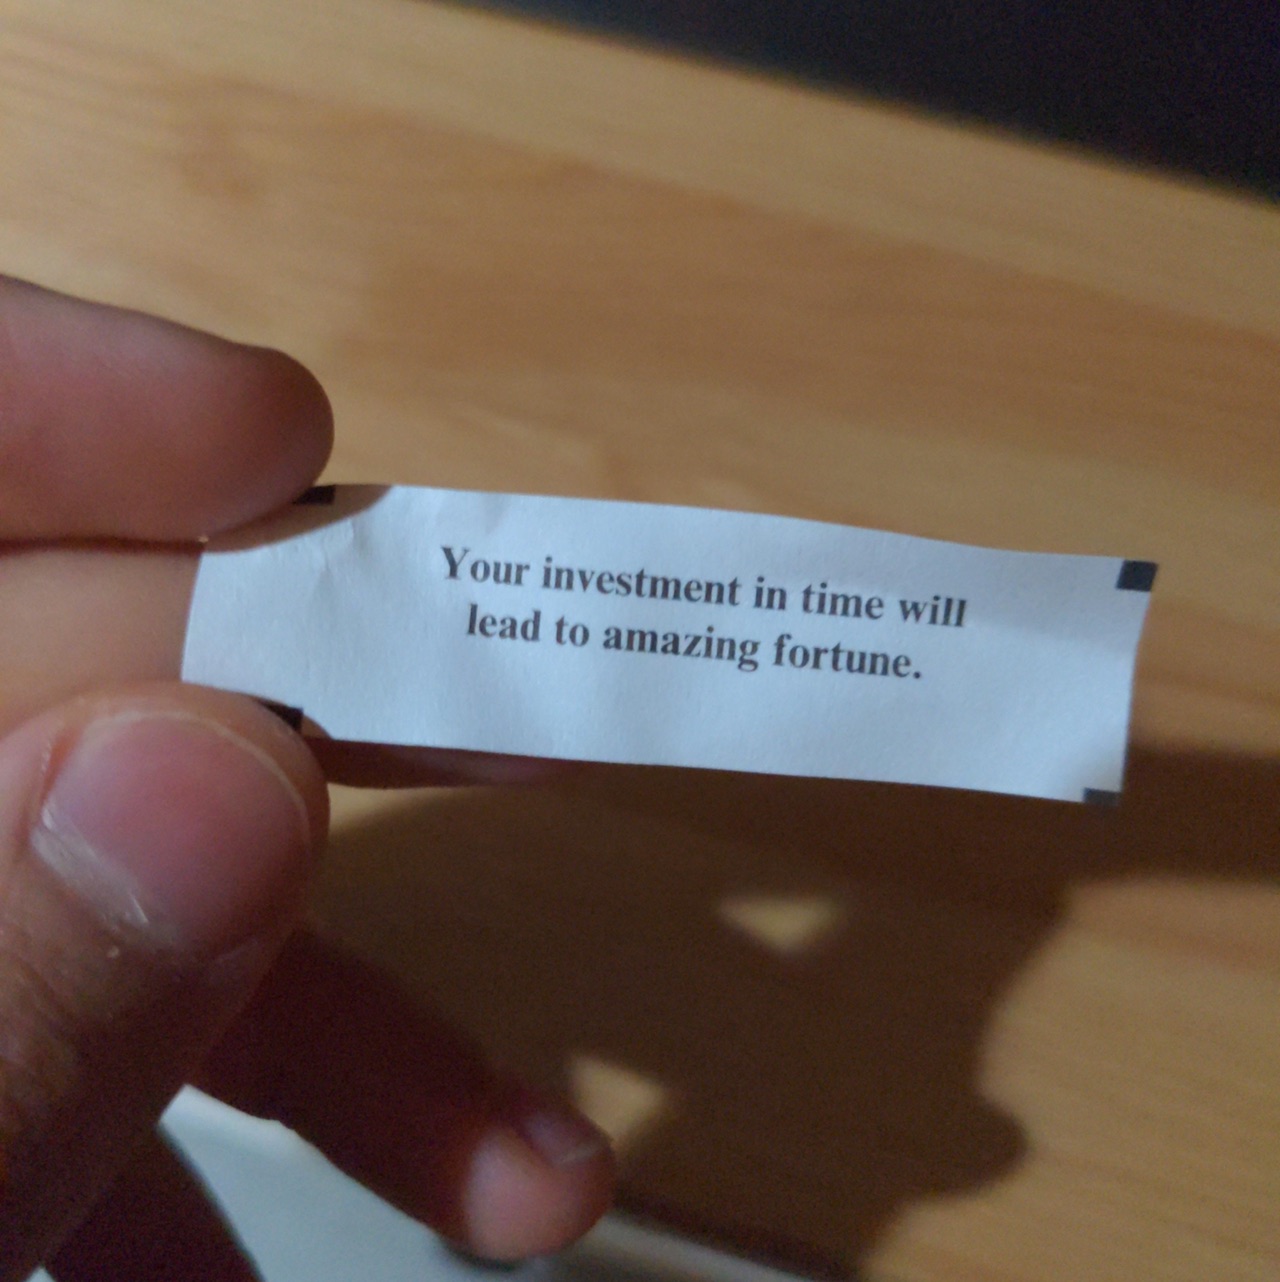 Your investment in time will
lead to amazing fortune.